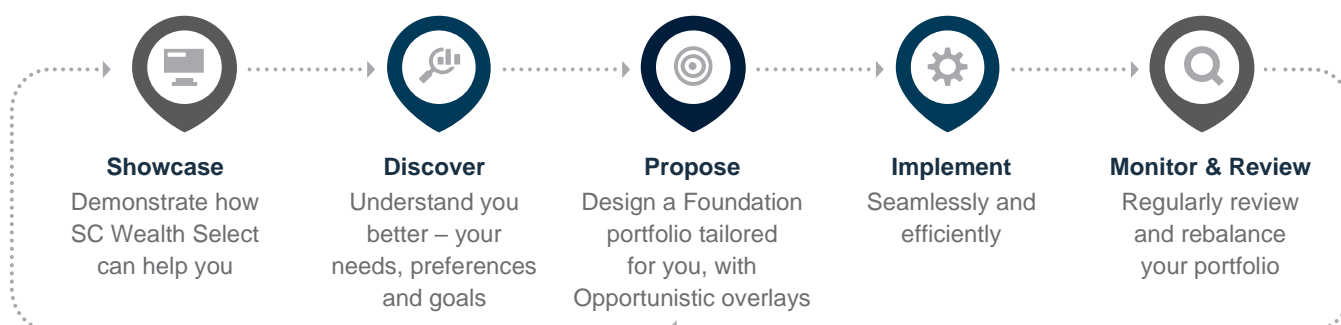 Showcase
Demonstrate how
SC Wealth Select
can help you
Discover
Understand you
better – your
needs, preferences
and goals
Propose
Design a Foundation
portfolio tailored
for you, with
Opportunistic overlays
Implement
Seamlessly and
efficiently
Monitor & Review
Regularly review
and rebalance
your portfolio